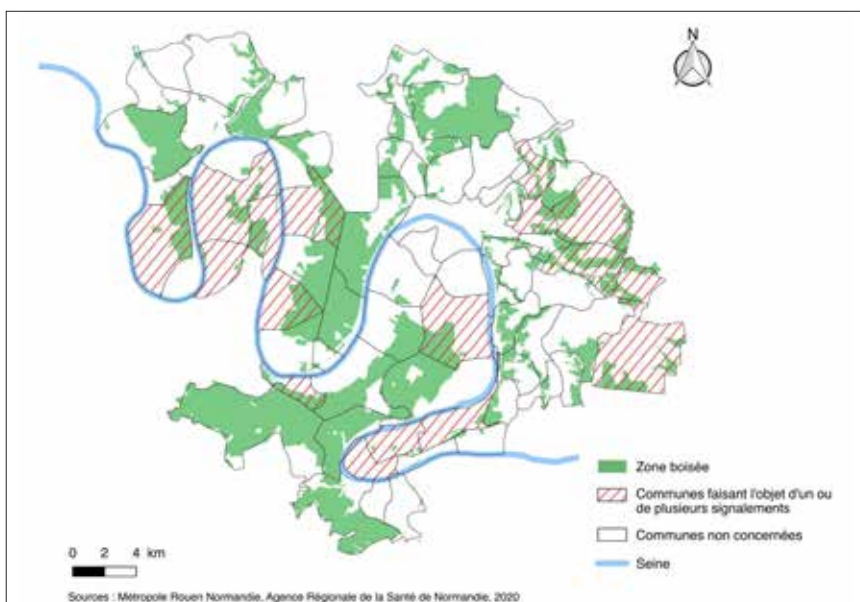 N
Zone boisée
Communes faisant l'objet d'un ou
de plusieurs signalements
Communes non concernées
Seine
0 2 4 km
Sources : Métropole Rouen Normandie, Agence Régionale de la Santé de Normandie, 2020